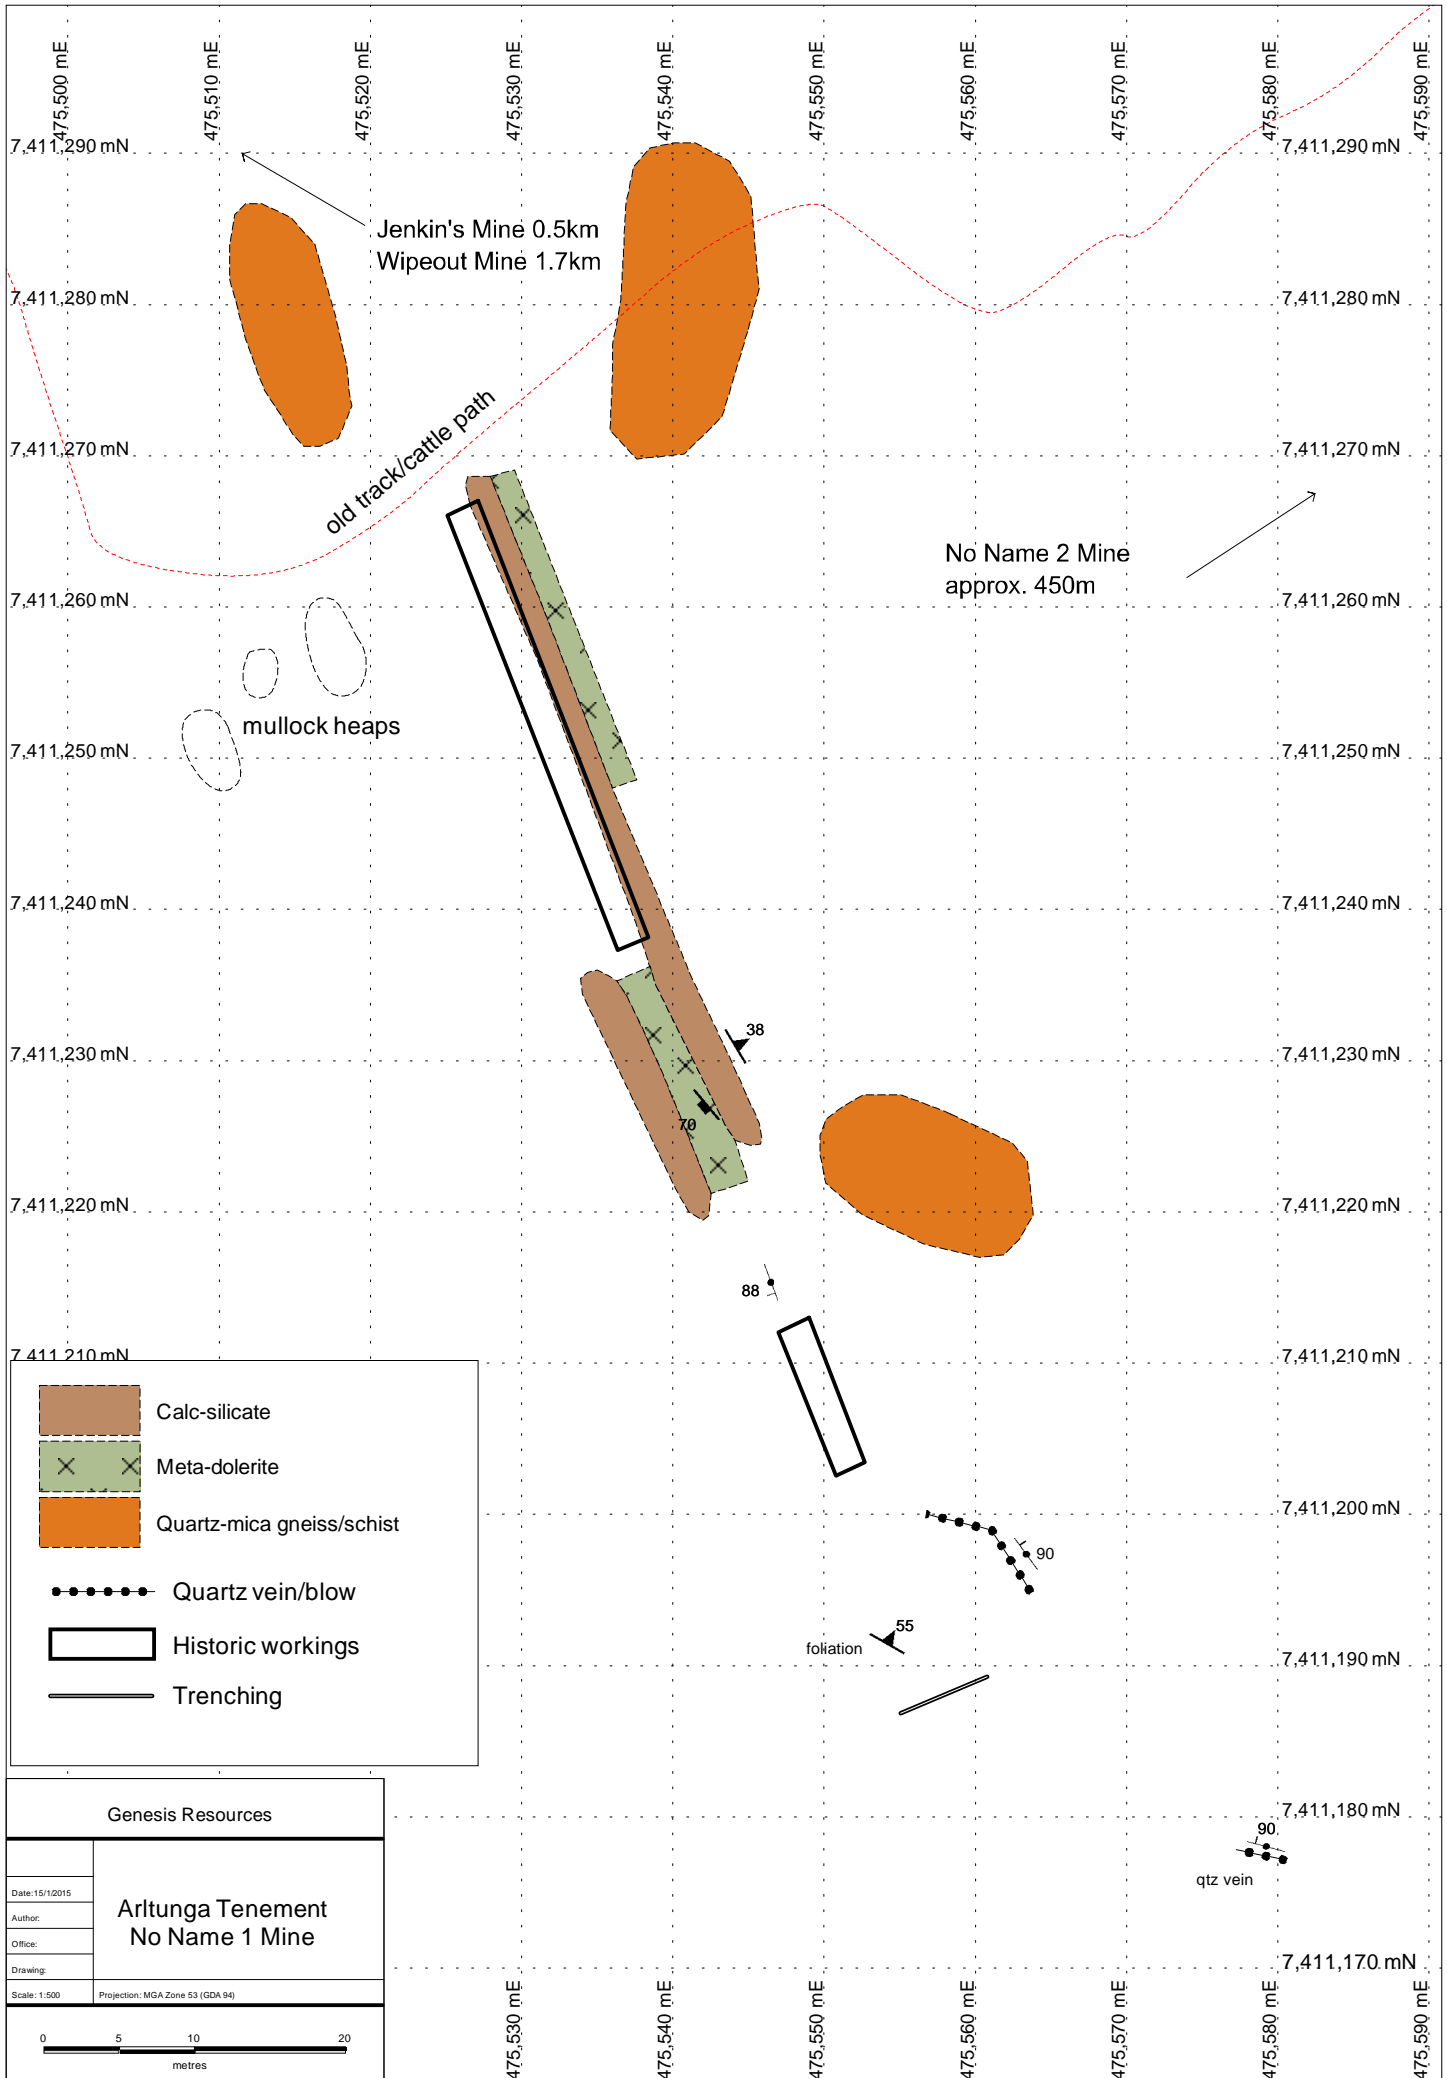 475,500 mE
475,510 mE
475,520 mE
475,530 mE
475,540 mE
475,550 mE
475,560 mE
475,570 mE
475,580 mE
475,590 mE
7,411,290 mN
7,411,290 mN
Jenkin's Mine 0.5km
Wipeout Mine 1.7km
7,411,280 mN
7,411,280 mN
old track/cattle path
7,411,270 mN
7,411,270 mN
No Name 2 Mine
approx. 450m
7,411,260 mN
7,411,260 mN
mullock heaps
7,411,250 mN
7,411,250 mN
7,411,240 mN
7,411,240 mN
38
7,411,230 mN
7,411,230 mN
70
7,411,220 mN
7,411,220 mN
88
7,411,210 mN
7,411,210 mN
Calc-silicate
Meta-dolerite
Quartz-mica gneiss/schist
Quartz vein/blow
Historic workings
Trenching
7,411,200 mN
90
55
foliation
7,411,190 mN
7,411,180 mN
90
qtz vein
7,411,170 mN
Genesis Resources
Date:15/1/2015
Author:
Office:
Drawing:
Scale: 1:500
Arltunga Tenement
No Name 1 Mine
Projection: MGA Zone 53 (GDA 94)
0 5 10 20
metres
475,530 mE
475,540 mE
475,550 mE
475,560 mE
475,570 mE
475,580 mE
475,590 mE